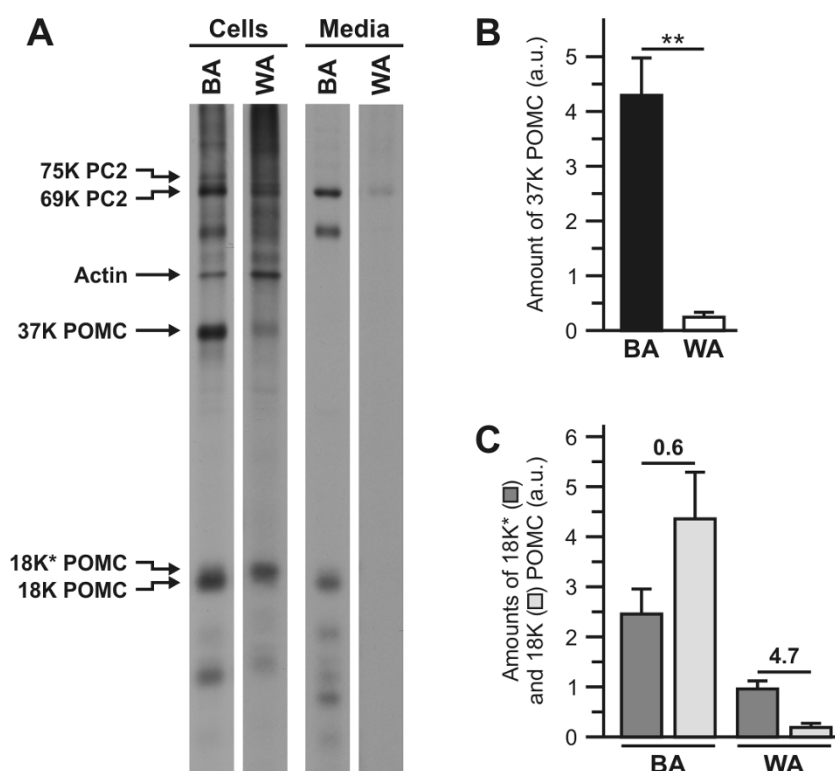 A
Cells
Media
BA
WA
BA
WA
75K PC2
69K PC2
Actin
37K POMC
18K* POMC
18K POMC
B
Amount of 37K POMC (a.u.)
5
4
3
2
1
0
**
BA
WA
C
Amounts of 18K* (■)
and 18K (□) POMC (a.u.)
6
5
4
3
2
1
0
0.6
4.7
BA
WA